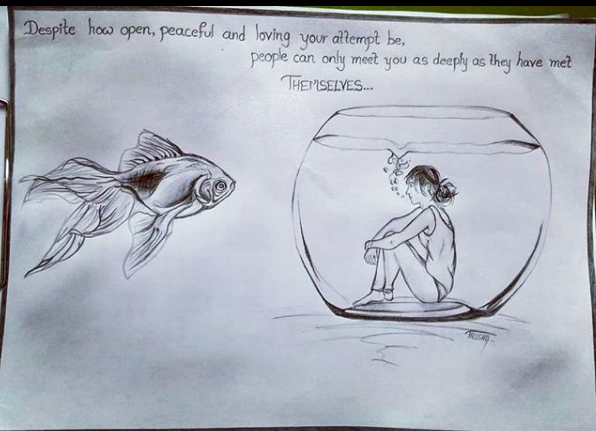 Despite how open, peaceful and loving your attempt be,
people can only meet you as deeply as they have met
THEMSELVES...
TRUSHA